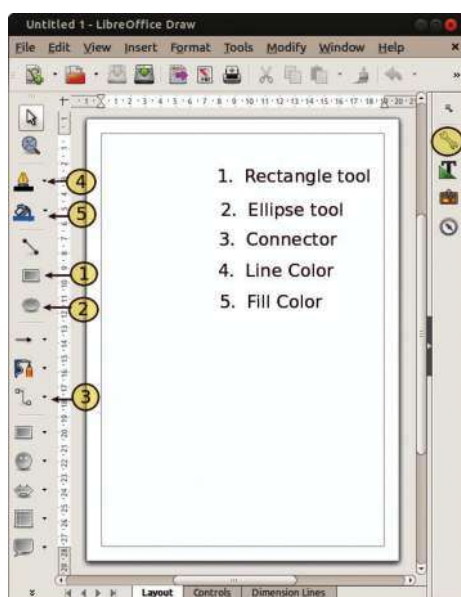 Untitled 1 - LibreOffice Draw
File Edit View Insert Format Tools Modify Window Help
1. Rectangle tool
2. Ellipse tool
3. Connector
4. Line Color
5. Fill Color
4
5
1
2
3
Layout Controls Dimension Lines